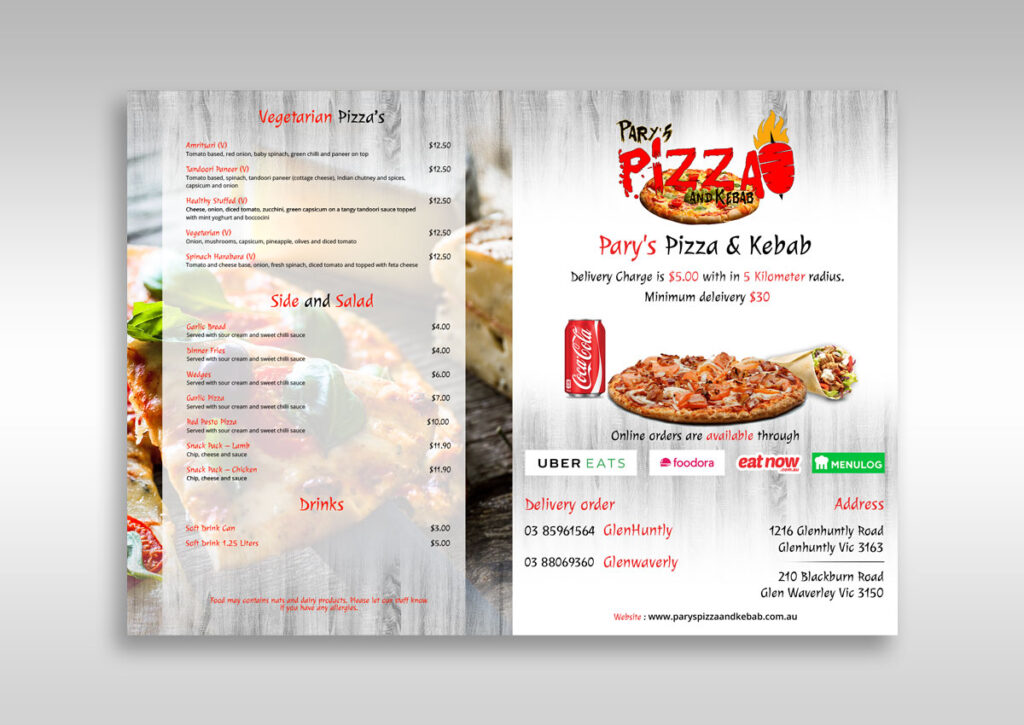 Vegetarian Pizza's
Amritsari (V) $12.50
Tomato based, red onion, baby spinach, green chilli and paneer on top
Tandoori Paneer (V) $12.50
Tomato based, spinach, tandoori paneer (cottage cheese), Indian chutney and spices,
capsicum and onion
Healthy Stuffed (V) $12.50
Cheese, onion, diced tomato, zucchini, green capsicum on a tangy tandoori sauce topped
with mint yoghurt and boccocini
Vegetarian (V) $12.50
Onion, mushrooms, capsicum, pineapple, olives and diced tomato
Spinach Harabara (V) $12.50
Tomato and cheese base, onion, fresh spinach, diced tomato and topped with feta cheese
Side and Salad
Garlic Bread $4.00
Served with sour cream and sweet chilli sauce
Dinner Fries $4.00
Served with sour cream and sweet chilli sauce
Wedges $6.00
Served with sour cream and sweet chilli sauce
Garlic Pizza $7.00
Served with sour cream and sweet chilli sauce
Red Pesto Pizza $10.00
Served with sour cream and sweet chilli sauce
Snack Pack – Lamb $11.90
Chip, cheese and sauce
Snack Pack – Chicken $11.90
Chip, cheese and sauce
Drinks
Soft Drink Can $3.00
Soft Drink 1.25 Liters $5.00
Food may contains nuts and dairy products. Please let our staff know
if you have any allergies.
PARY'S
PIZZA
AND KEBAB
Pary's Pizza & Kebab
Delivery Charge is $5.00 with in 5 Kilometer radius.
Minimum deleivery $30
Coca-Cola
Online orders are available through
UBER EATS
foodora
eat now
.com.au
MENULOG
Delivery order
03 85961564 GlenHuntly
03 88069360 Glenwaverly
Address
1216 Glenhuntly Road
Glenhuntly Vic 3163
210 Blackburn Road
Glen Waverley Vic 3150
Website : www.paryspizzaandkebab.com.au